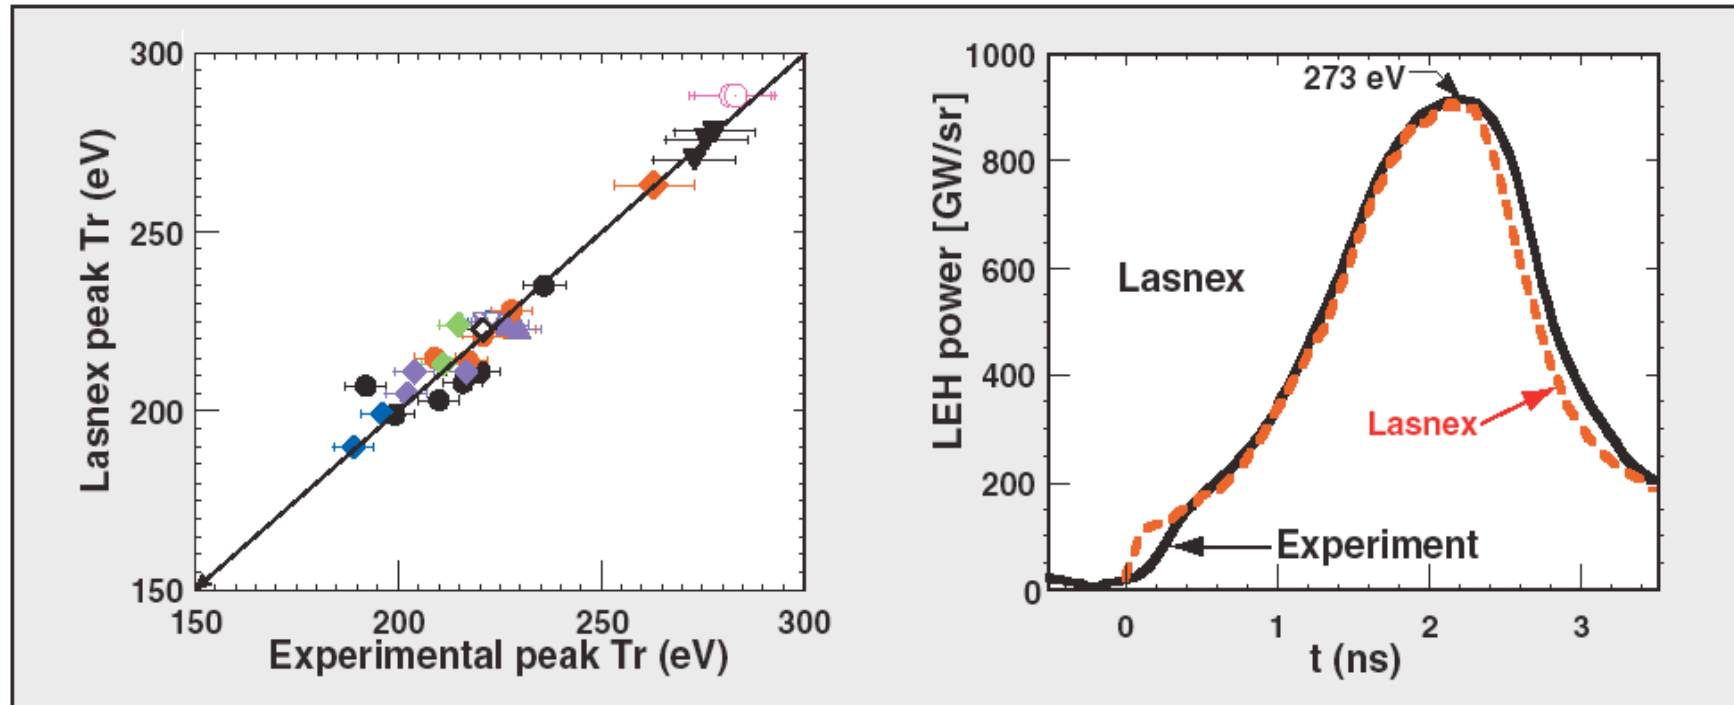 300
250
200
150
150
200
250
300
Lasnex peak Tr (eV)
Experimental peak Tr (eV)
1000
800
600
400
200
0
0
1
2
3
LEH power [GW/sr]
t (ns)
273 eV
Lasnex
Lasnex
Experiment